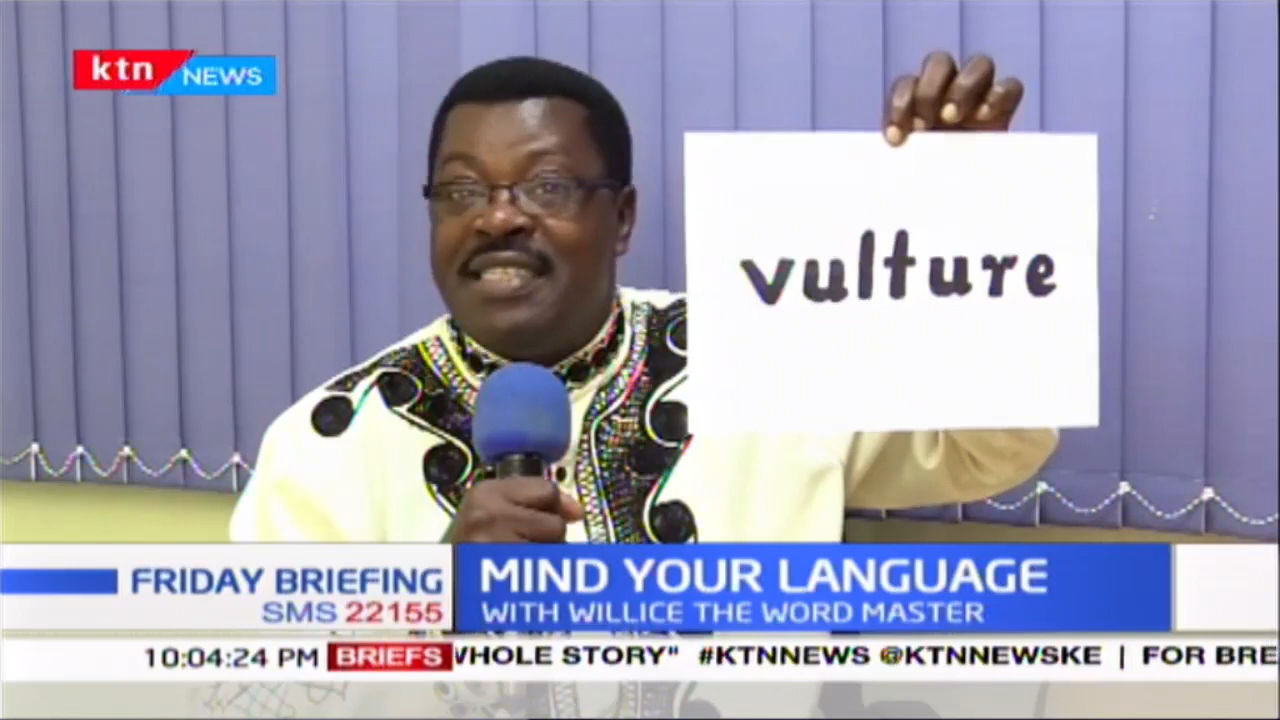 ktn NEWS
vulture
FRIDAY BRIEFING
SMS 22155
MIND YOUR LANGUAGE
WITH WILLICE THE WORD MASTER
10:04:24 PM BRIEFS WHOLE STORY" #KTNNEWS @KTNNEWSKE | FOR BRE